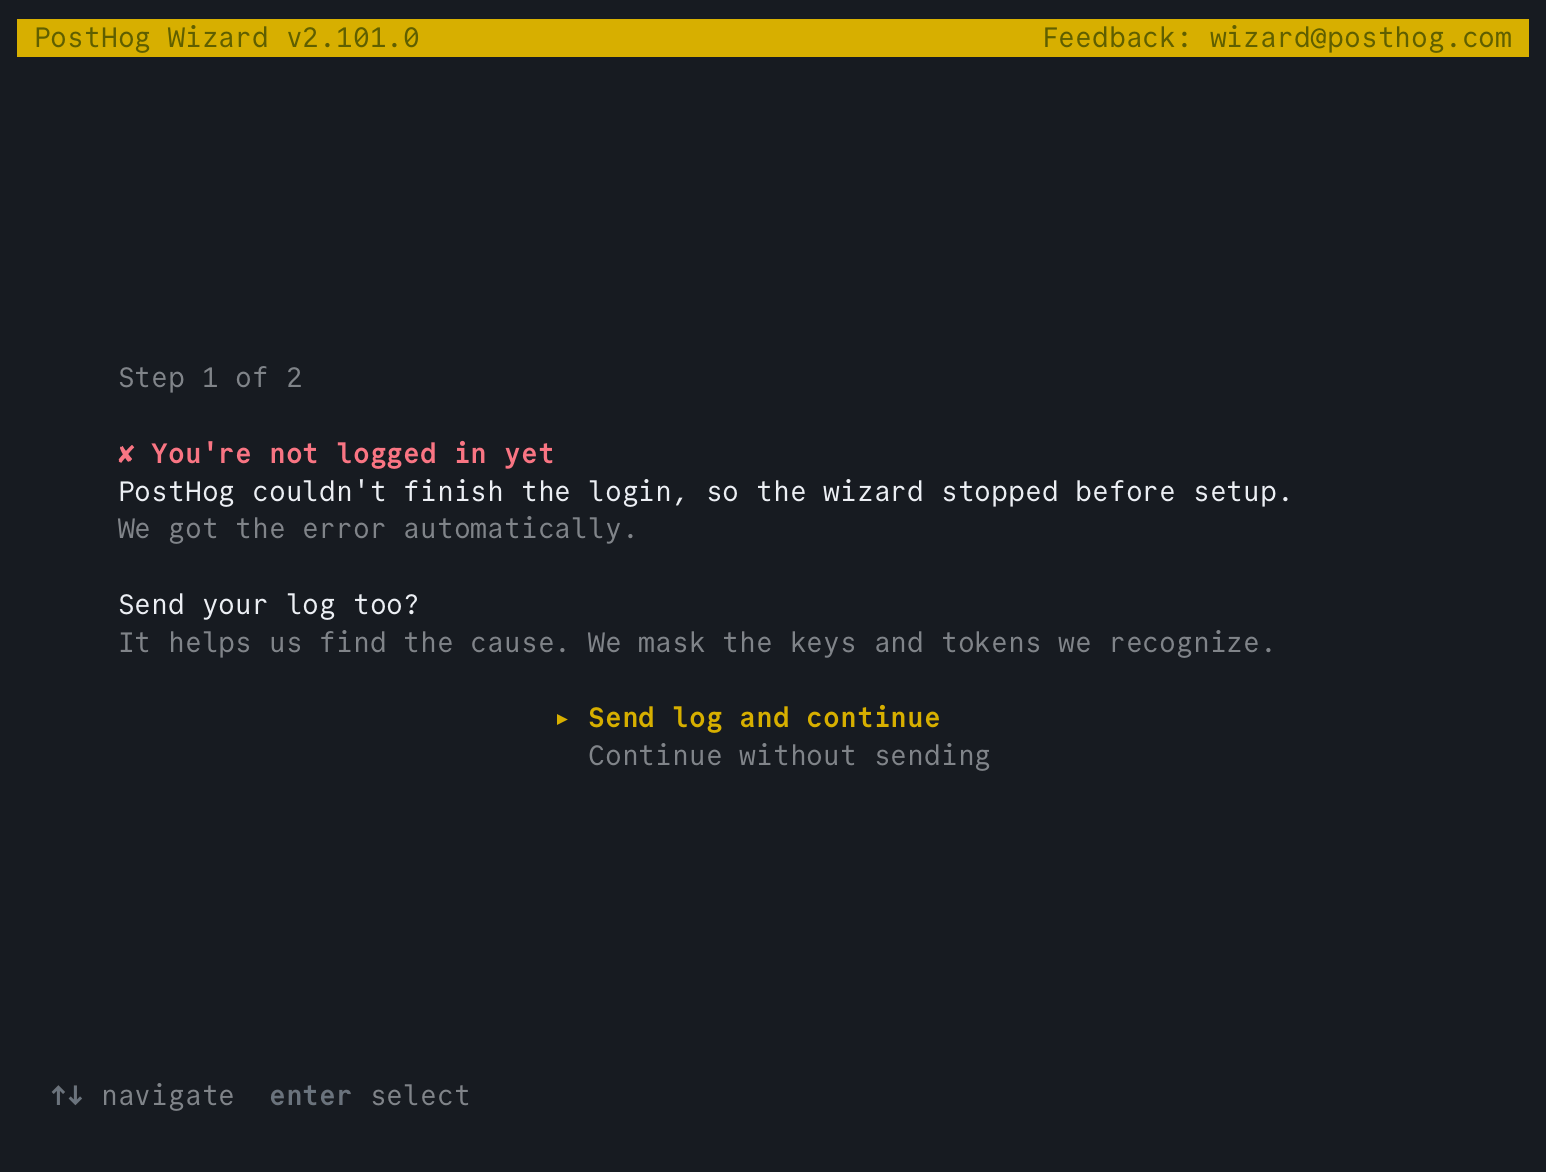 PostHog Wizard v2.101.0 Feedback: wizard@posthog.com
Step 1 of 2
✘ You're not logged in yet
PostHog couldn't finish the login, so the wizard stopped before setup.
We got the error automatically.
Send your log too?
It helps us find the cause. We mask the keys and tokens we recognize.
▸ Send log and continue
Continue without sending
↑↓ navigate enter select